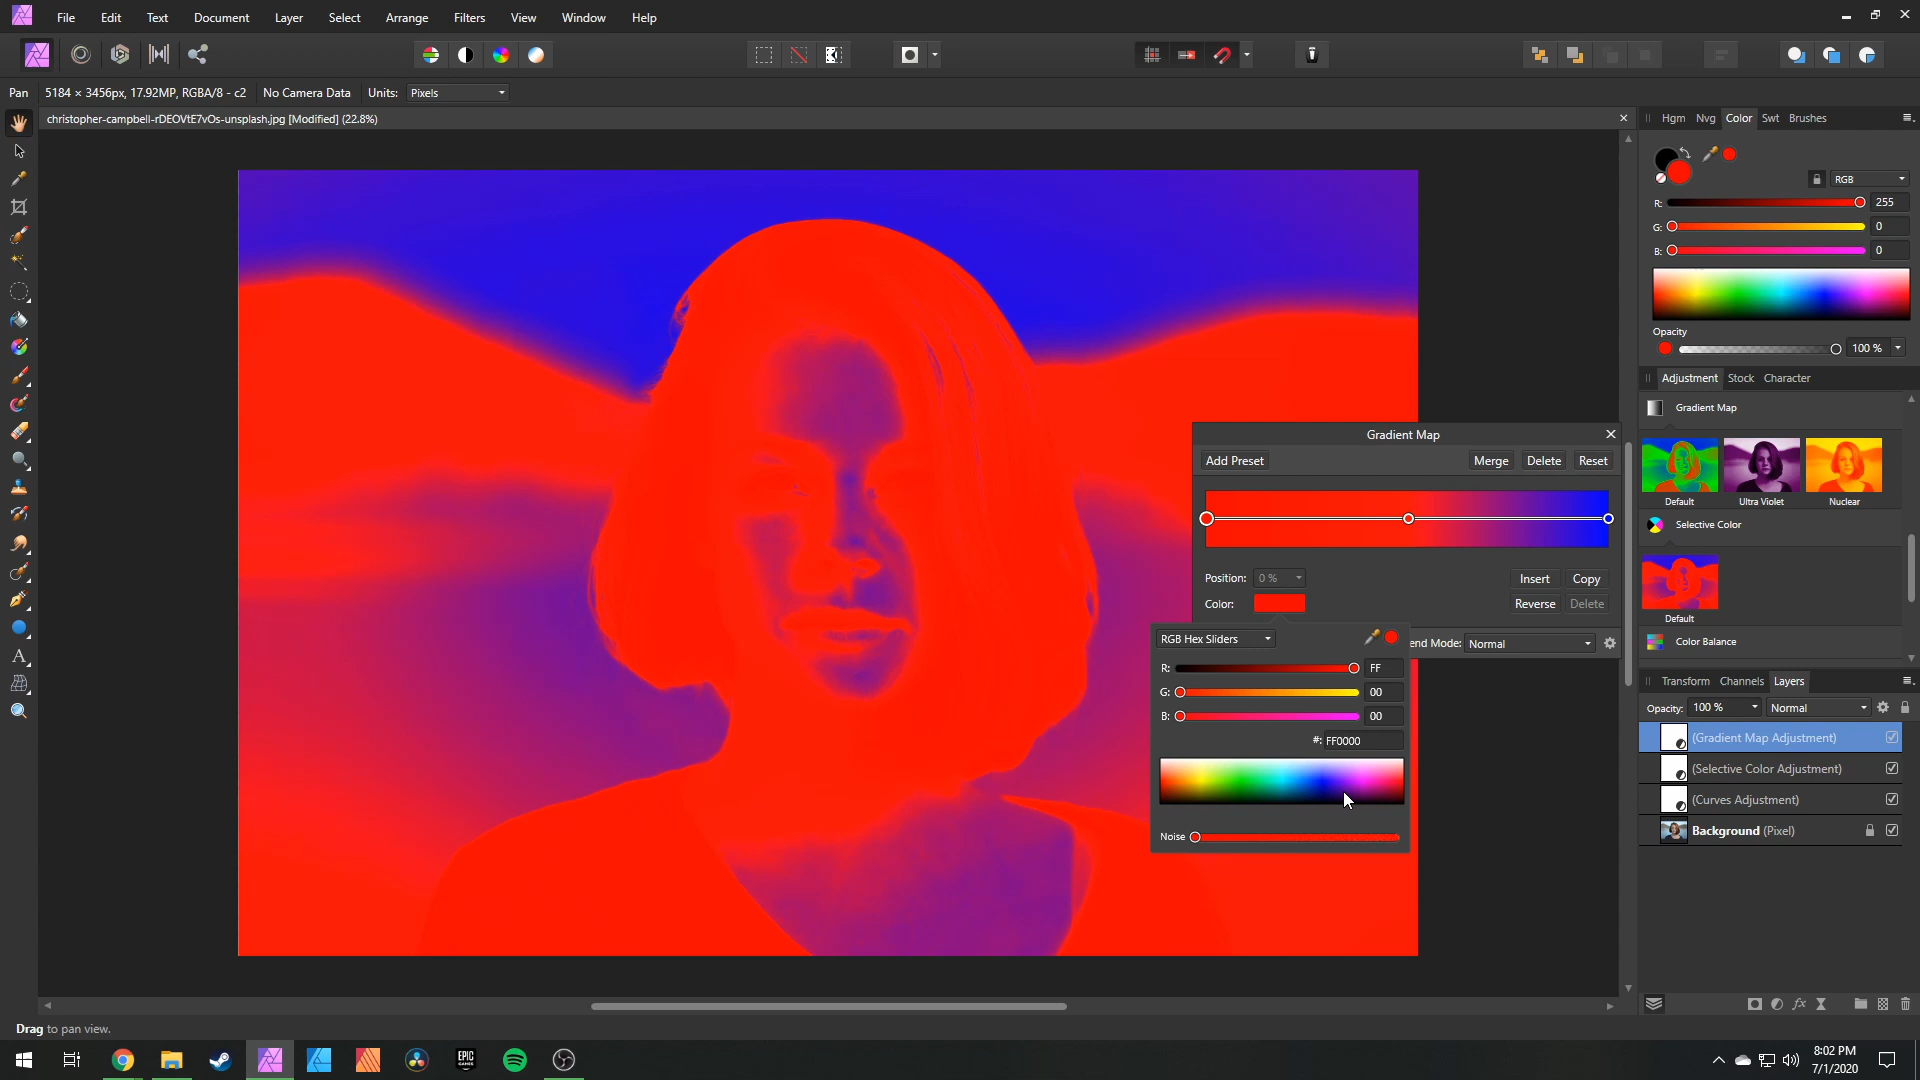 File Edit Text Document Layer Select Arrange Filters View Window Help
Pan 5184 × 3456px, 17.92MP, RGBA/8 - c2 No Camera Data Units: Pixels
christopher-campbell-rDEOVtE7vOs-unsplash.jpg [Modified] (22.8%)
Hgm Nvg Color Swt Brushes
RGB
R: 255
G: 0
B: 0
Opacity
100 %
Adjustment Stock Character
Gradient Map
Default Ultra Violet Nuclear
Selective Color
Default
Color Balance
Gradient Map
Add Preset Merge Delete Reset
Position: 0 % Insert Copy
Color: Reverse Delete
end Mode: Normal
RGB Hex Sliders
R: FF
G: 00
B: 00
#: FF0000
Noise
Transform Channels Layers
Opacity: 100 % Normal
(Gradient Map Adjustment)
(Selective Color Adjustment)
(Curves Adjustment)
Background (Pixel)
Drag to pan view.
EPIC
GAMES
8:02 PM
7/1/2020